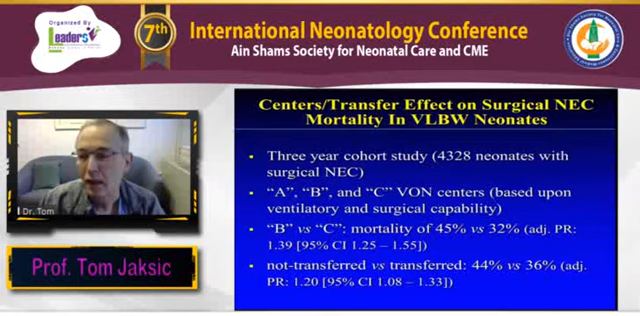 Organized By
Leaders
7th
International Neonatology Conference
Ain Shams Society for Neonatal Care and CME
Centers/Transfer Effect on Surgical NEC
Mortality In VLBW Neonates
• Three year cohort study (4328 neonates with
surgical NEC)
• “A”, “B”, and “C” VON centers (based upon
ventilatory and surgical capability)
• “B” vs “C”: mortality of 45% vs 32% (adj. PR:
1.39 [95% CI 1.25 – 1.55])
• not-transferred vs transferred: 44% vs 36% (adj.
PR: 1.20 [95% CI 1.08 – 1.33])
Dr. Tom
Prof. Tom Jaksic